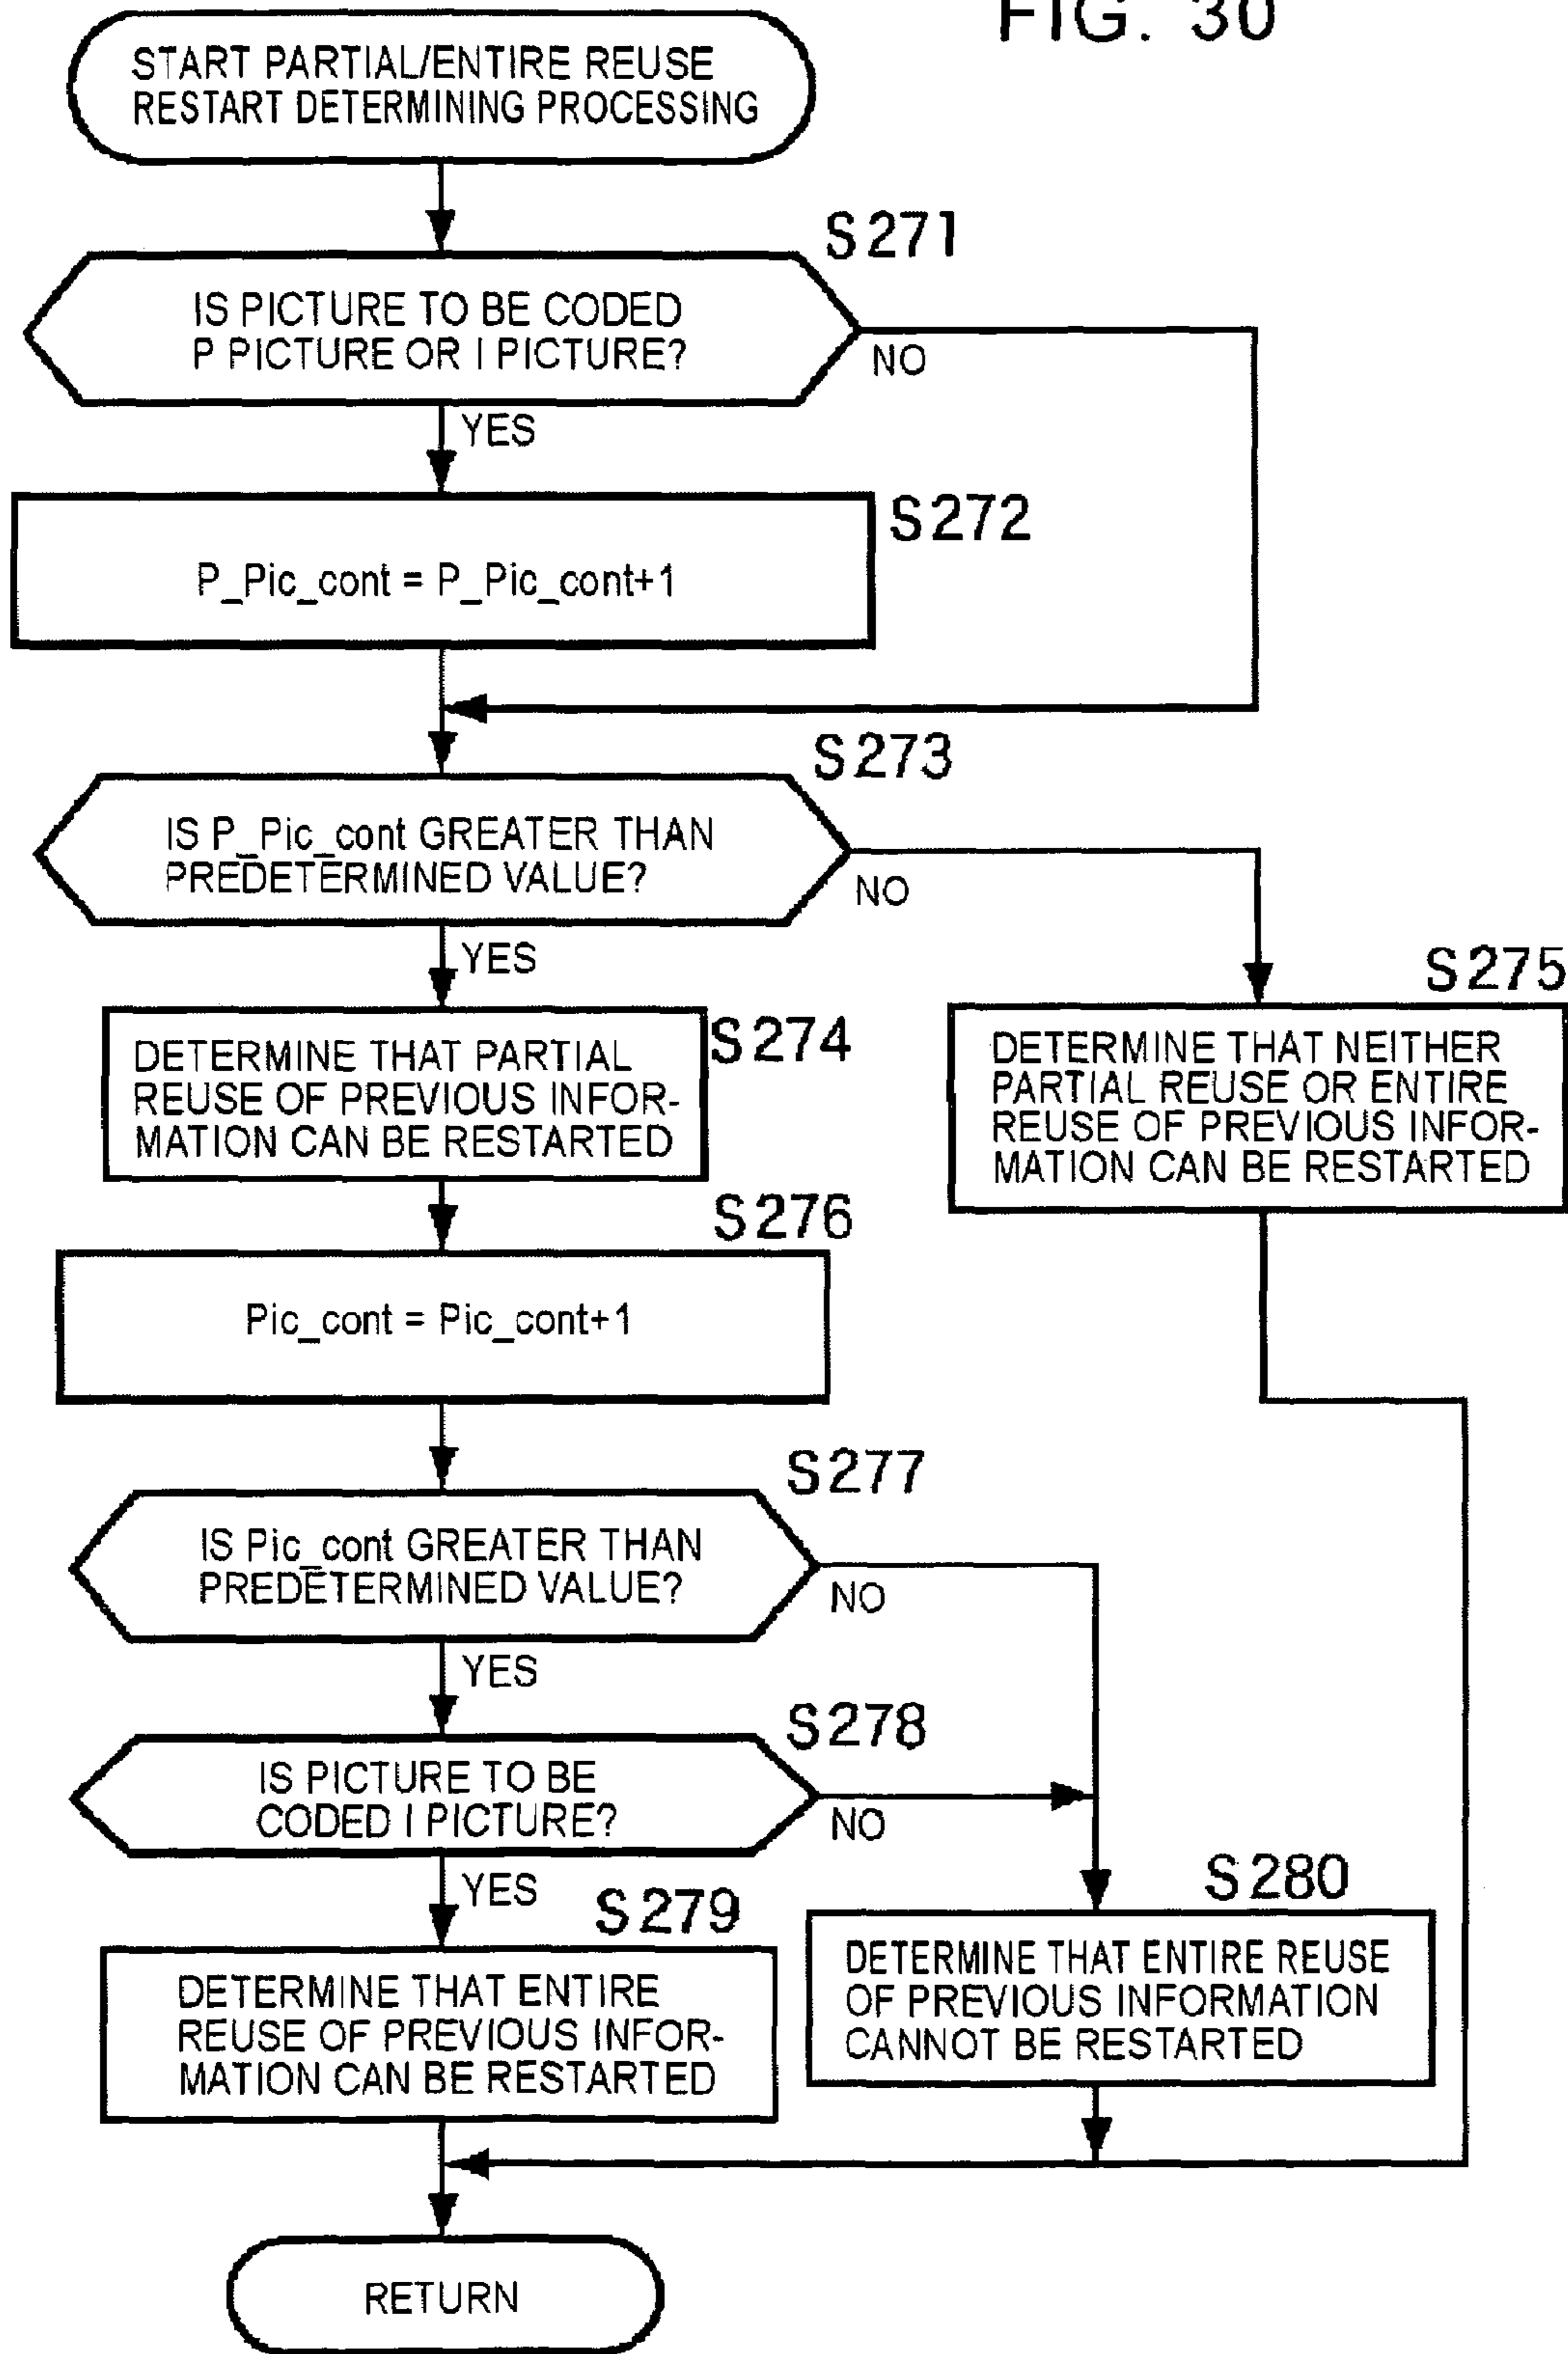 FIG. 30
START PARTIAL/ENTIRE REUSE
RESTART DETERMINING PROCESSING
S271
IS PICTURE TO BE CODED
P PICTURE OR I PICTURE?
NO
YES
S272
P_Pic_cont = P_Pic_cont+1
S273
IS P_Pic_cont GREATER THAN
PREDETERMINED VALUE?
NO
YES
S274
DETERMINE THAT PARTIAL
REUSE OF PREVIOUS INFOR-
MATION CAN BE RESTARTED
S275
DETERMINE THAT NEITHER
PARTIAL REUSE OR ENTIRE
REUSE OF PREVIOUS INFOR-
MATION CAN BE RESTARTED
S276
Pic_cont = Pic_cont+1
S277
IS Pic_cont GREATER THAN
PREDETERMINED VALUE?
NO
YES
S278
IS PICTURE TO BE
CODED I PICTURE?
NO
YES
S279
DETERMINE THAT ENTIRE
REUSE OF PREVIOUS INFOR-
MATION CAN BE RESTARTED
S280
DETERMINE THAT ENTIRE REUSE
OF PREVIOUS INFORMATION
CANNOT BE RESTARTED
RETURN